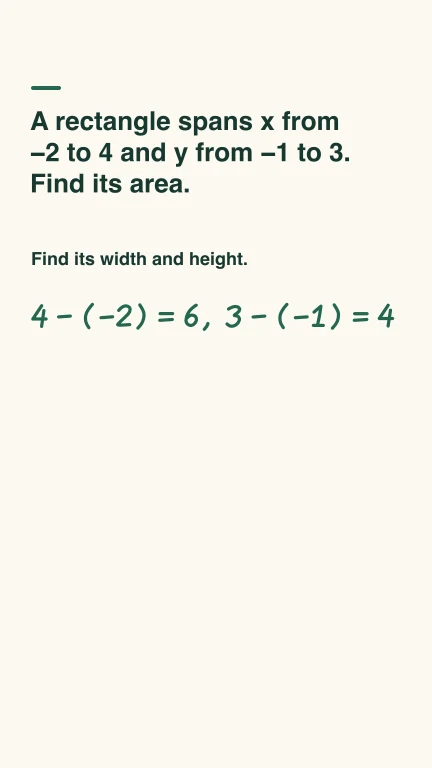 A rectangle spans x from
−2 to 4 and y from −1 to 3.
Find its area.
Find its width and height.
4 − (−2) = 6, 3 − (−1) = 4